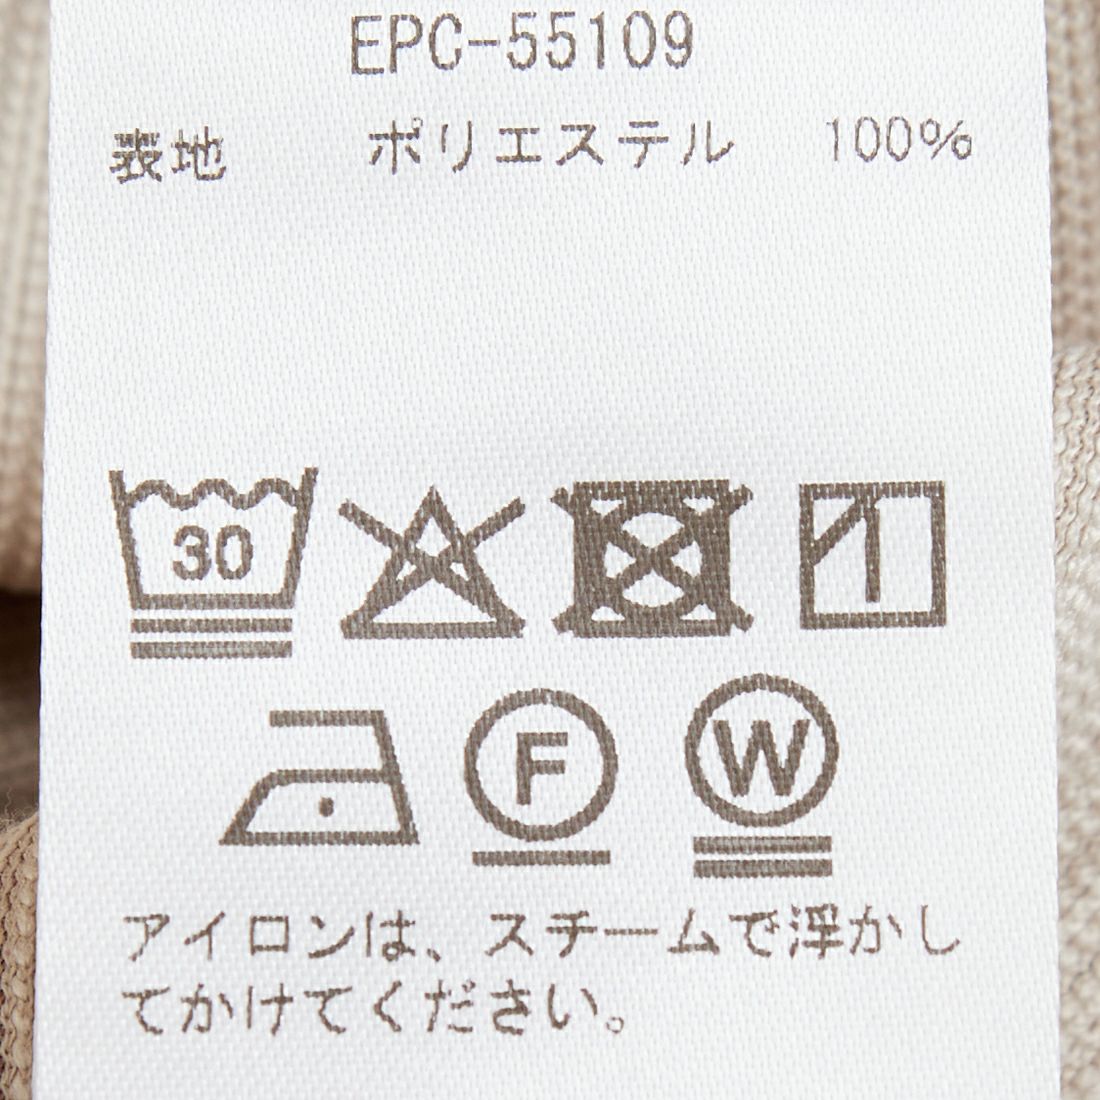 EPC-55109
表地 ポリエステル 100%
30
F
W
アイロンは、スチームで浮かし
てかけてください。